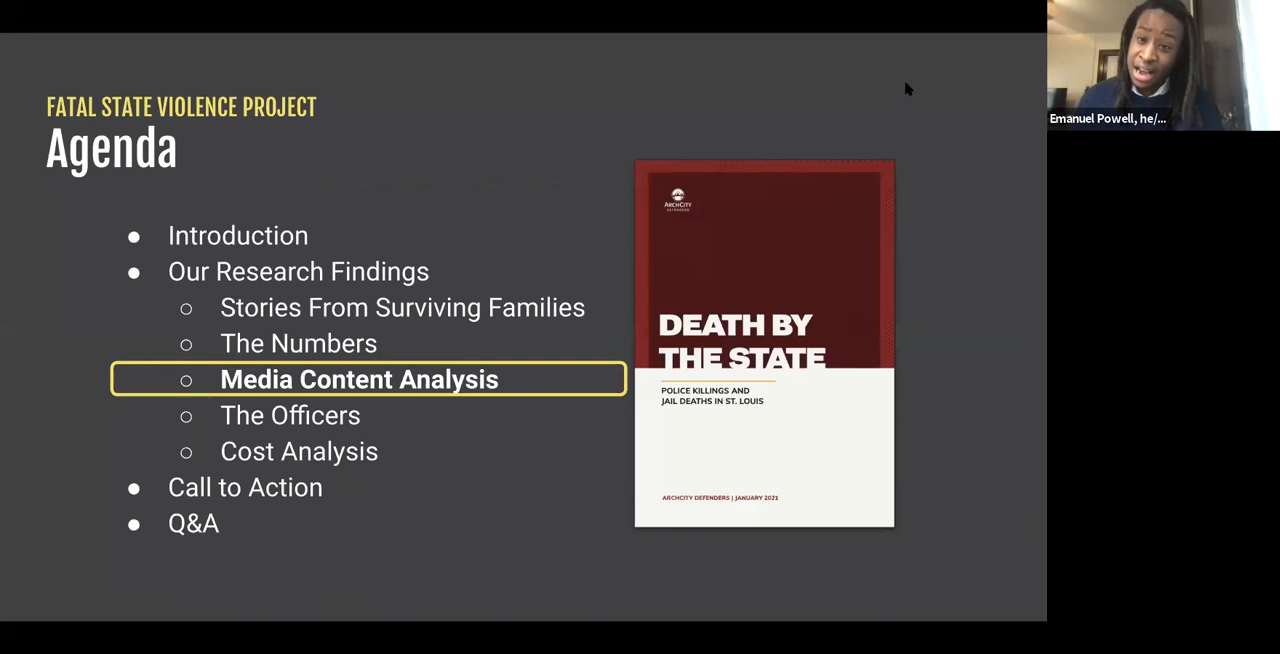 FATAL STATE VIOLENCE PROJECT
Agenda
● Introduction
● Our Research Findings
○ Stories From Surviving Families
○ The Numbers
○ Media Content Analysis
○ The Officers
○ Cost Analysis
● Call to Action
● Q&A
ARCHCITY
DEFENDERS
DEATH BY
THE STATE
POLICE KILLINGS AND
JAIL DEATHS IN ST. LOUIS
ARCHCITY DEFENDERS | JANUARY 2021
Emanuel Powell, he/...